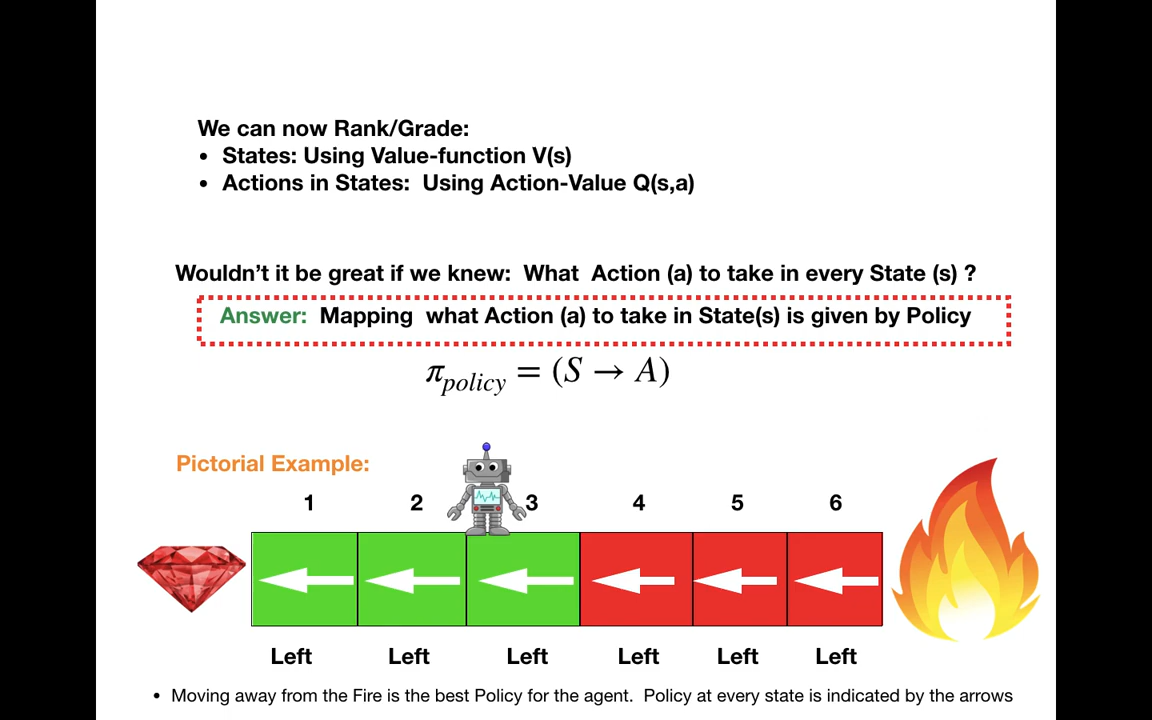 We can now Rank/Grade:
• States: Using Value-function V(s)
• Actions in States: Using Action-Value Q(s,a)
Wouldn't it be great if we knew: What Action (a) to take in every State (s) ?
Answer: Mapping what Action (a) to take in State(s) is given by Policy
π_policy = (S → A)
Pictorial Example:
1 2 3 4 5 6
Left Left Left Left Left Left
• Moving away from the Fire is the best Policy for the agent. Policy at every state is indicated by the arrows